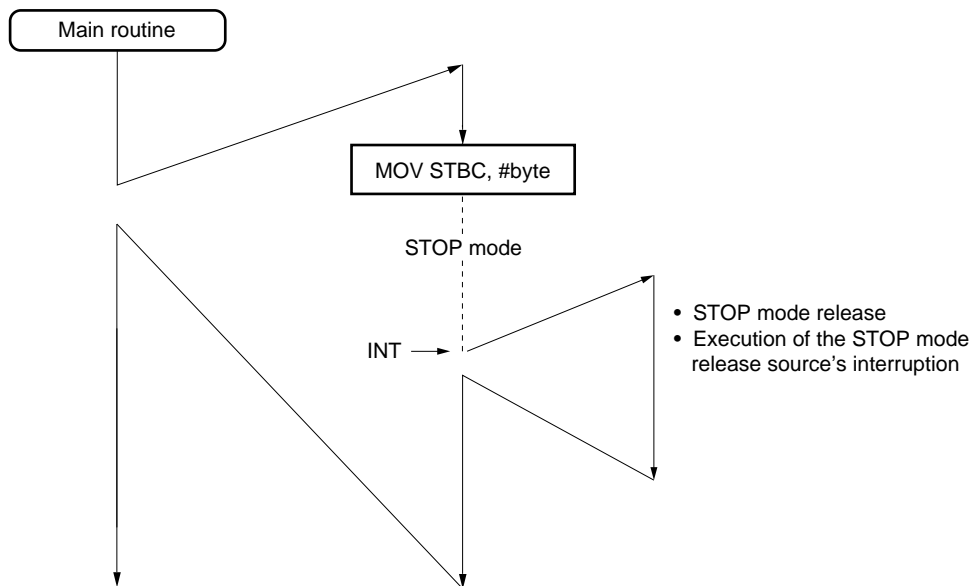 Main routine
MOV STBC, #byte
STOP mode
INT
• STOP mode release
• Execution of the STOP mode
release source’s interruption